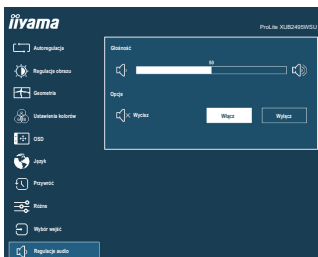 iiyama
ProLite XUB2495WSU
Autoregulacja
Regulacje obrazu
Geometria
Ustawienia kolorów
OSD
Język
Przywróć
Różne
Wybór wejść
Regulacje audio
Głośność
50
Opcje
Wycisz
Włącz
Wyłącz